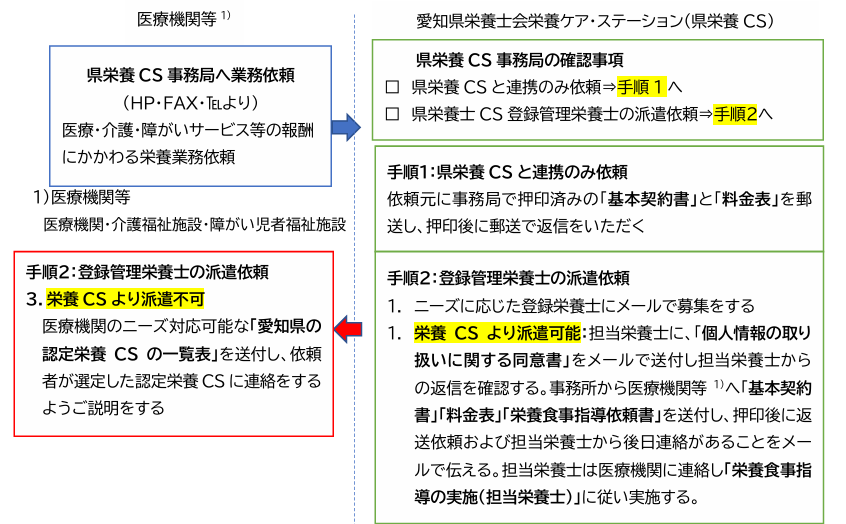 医療機関等 1)
愛知県栄養士会栄養ケア・ステーション(県栄養 CS)
県栄養 CS 事務局へ業務依頼
(HP・FAX・℡より)
医療・介護・障がいサービス等の報酬
にかかわる栄養業務依頼
県栄養 CS 事務局の確認事項
□ 県栄養 CS と連携のみ依頼⇒手順 1 へ
□ 県栄養士 CS 登録管理栄養士の派遣依頼⇒手順2へ
1)医療機関等
医療機関・介護福祉施設・障がい児者福祉施設
手順1:県栄養 CS と連携のみ依頼
依頼元に事務局で押印済みの「基本契約書」と「料金表」を郵
送し、押印後に郵送で返信をいただく
手順2:登録管理栄養士の派遣依頼
3. 栄養 CS より派遣不可
医療機関のニーズ対応可能な「愛知県の
認定栄養 CS の一覧表」を送付し、依頼
者が選定した認定栄養 CS に連絡をする
ようご説明をする
手順2:登録管理栄養士の派遣依頼
1. ニーズに応じた登録栄養士にメールで募集をする
1. 栄養 CS より派遣可能:担当栄養士に、「個人情報の取り
扱いに関する同意書」をメールで送付し担当栄養士から
の返信を確認する。事務所から医療機関等 1)へ「基本契約
書」「料金表」「栄養食事指導依頼書」を送付し、押印後に返
送依頼および担当栄養士から後日連絡があることをメー
ルで伝える。担当栄養士は医療機関に連絡し「栄養食事指
導の実施(担当栄養士)」に従い実施する。